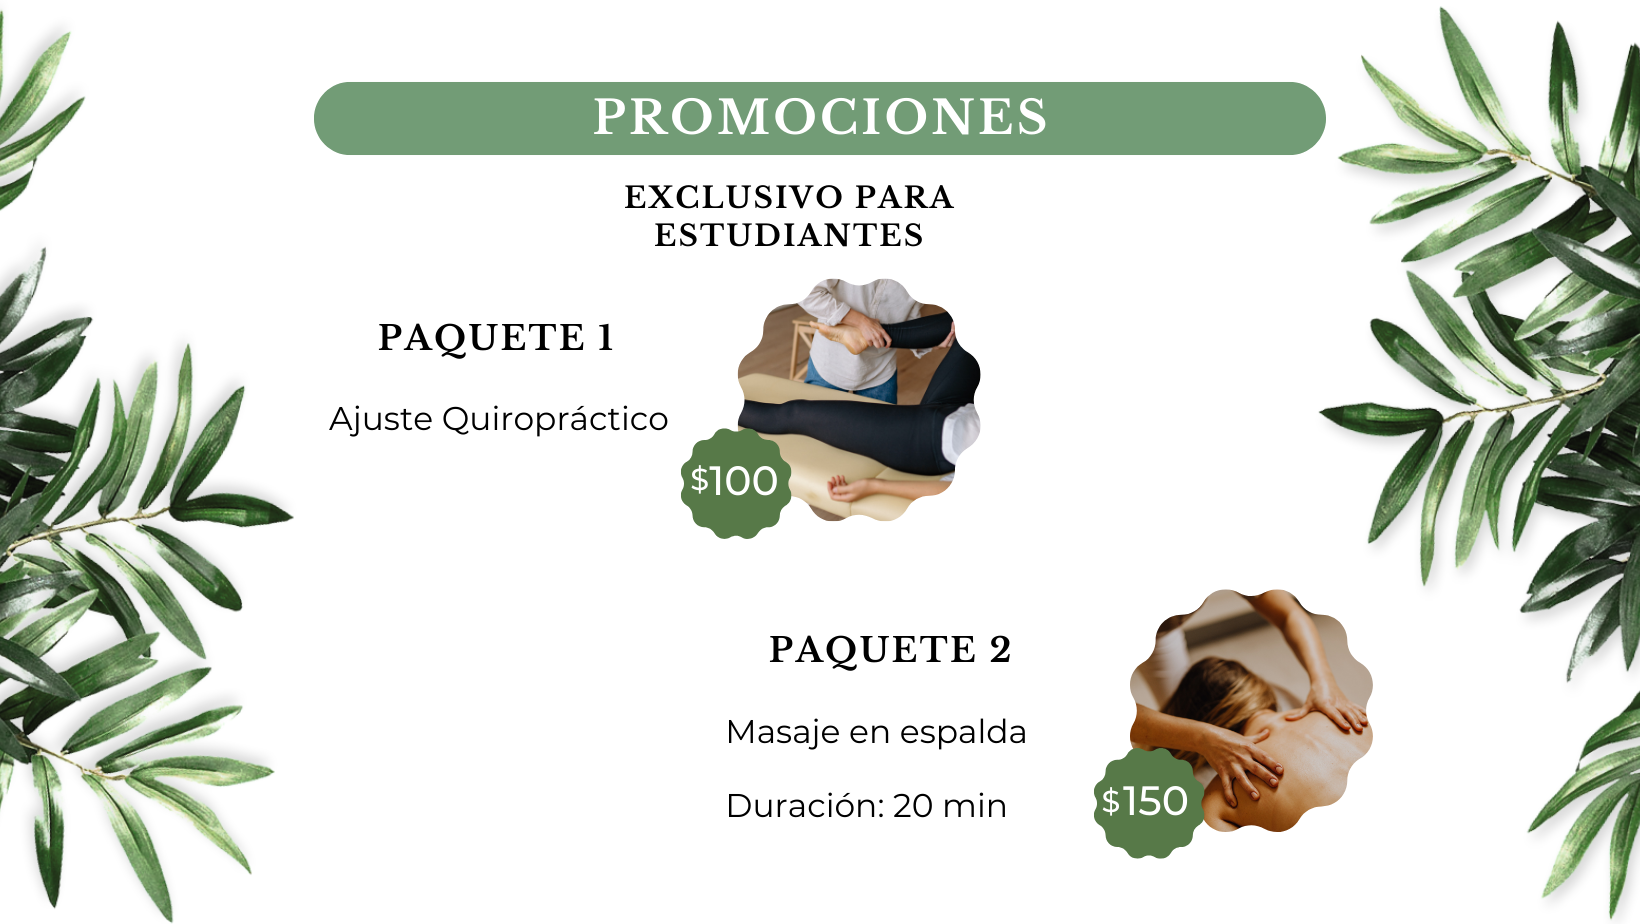 PROMOCIONES
EXCLUSIVO PARA
ESTUDIANTES
PAQUETE 1
Ajuste Quiropráctico
$100
PAQUETE 2
Masaje en espalda
Duración: 20 min
$150